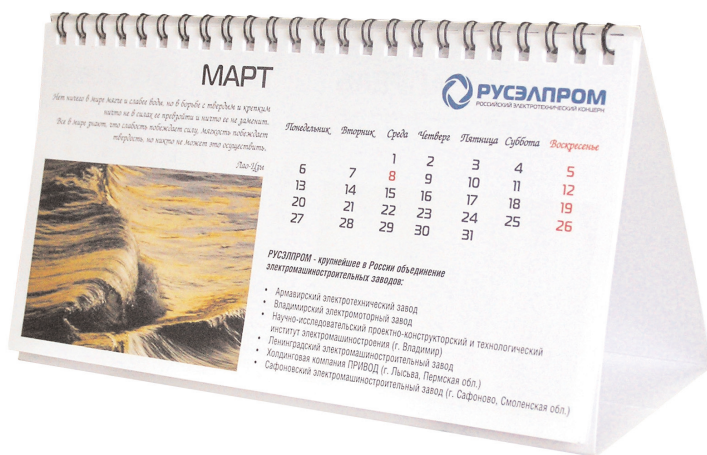 МАРТ
Нет ничего в мире мягче и слабее воды, но в борьбе с твердым и крепким
ничто не в силах ее превзойти и ничто ее не заменит.
Все в мире знают, что слабость побеждает силу, мягкость побеждает
твердость, но никто не может это осуществить.
Лао-Цзы
РУСЭЛПРОМ
РОССИЙСКИЙ ЭЛЕКТРОТЕХНИЧЕСКИЙ КОНЦЕРН
Понедельник Вторник Среда Четверг Пятница Суббота Воскресенье
1 2 3 4 5
6 7 8 9 10 11 12
13 14 15 16 17 18 19
20 21 22 23 24 25 26
27 28 29 30 31
РУСЭЛПРОМ - крупнейшее в России объединение
электромашиностроительных заводов:
• Армавирский электротехнический завод
• Владимирский электромоторный завод
• Научно-исследовательский проектно-конструкторский и технологический
институт электромашиностроения (г. Владимир)
• Ленинградский электромашиностроительный завод
• Холдинговая компания ПРИВОД (г. Лысьва, Пермская обл.)
• Сафоновский электромашиностроительный завод (г. Сафоново, Смоленская обл.)